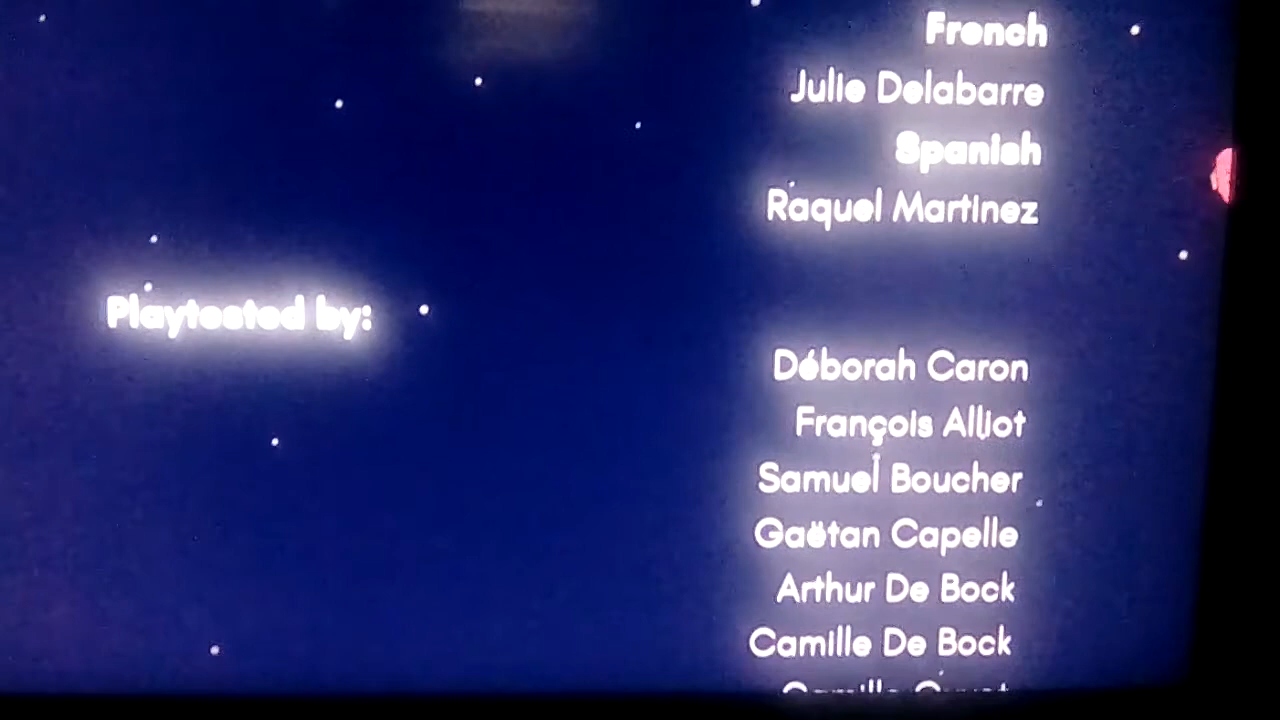 French
Julie Delabarre
Spanish
Raquel Martinez
Playtested by:
Déborah Caron
François Alliot
Samuel Boucher
Gaëtan Capelle
Arthur De Bock
Camille De Bock
Camille